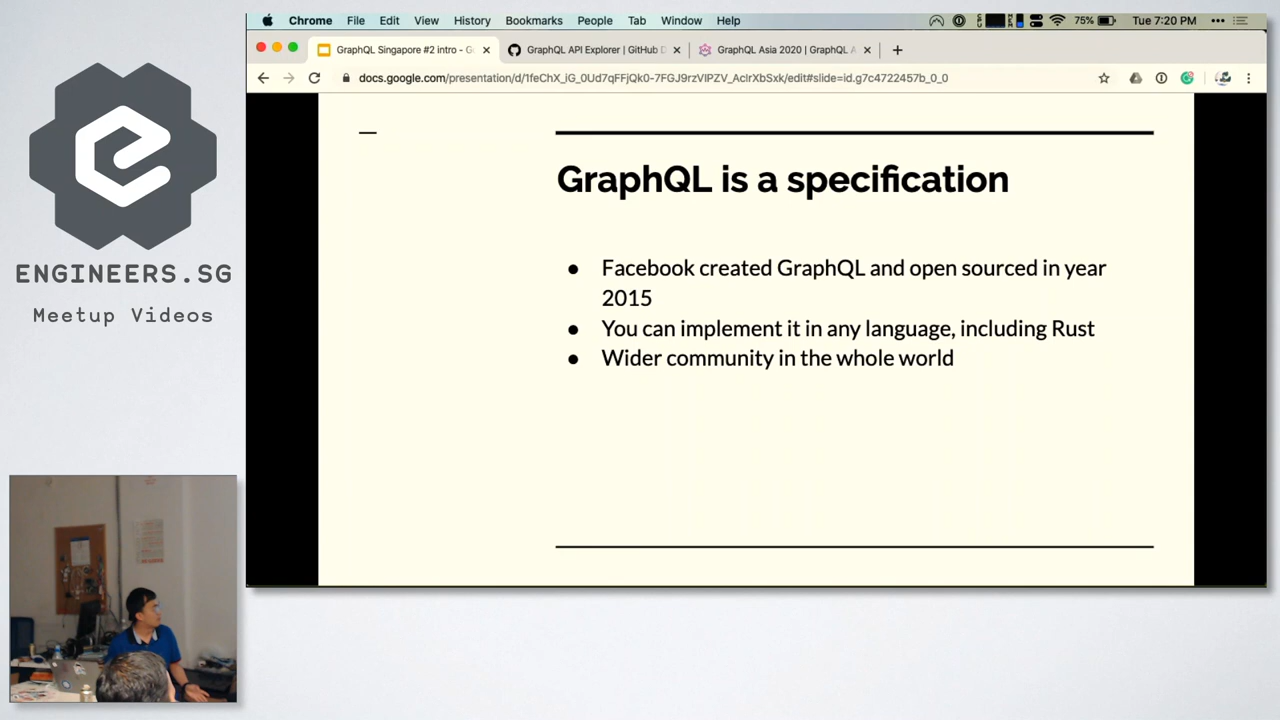 Chrome File Edit View History Bookmarks People Tab Window Help 75% Tue 7:20 PM
GraphQL Singapore #2 intro - G
GraphQL API Explorer | GitHub D
GraphQL Asia 2020 | GraphQL A
docs.google.com/presentation/d/1feChX_iG_0Ud7qFFjQk0-7FGJ9rzVIPZV_AclrXbSxk/edit#slide=id.g7c4722457b_0_0
ENGINEERS.SG
Meetup Videos
GraphQL is a specification
● Facebook created GraphQL and open sourced in year
2015
● You can implement it in any language, including Rust
● Wider community in the whole world